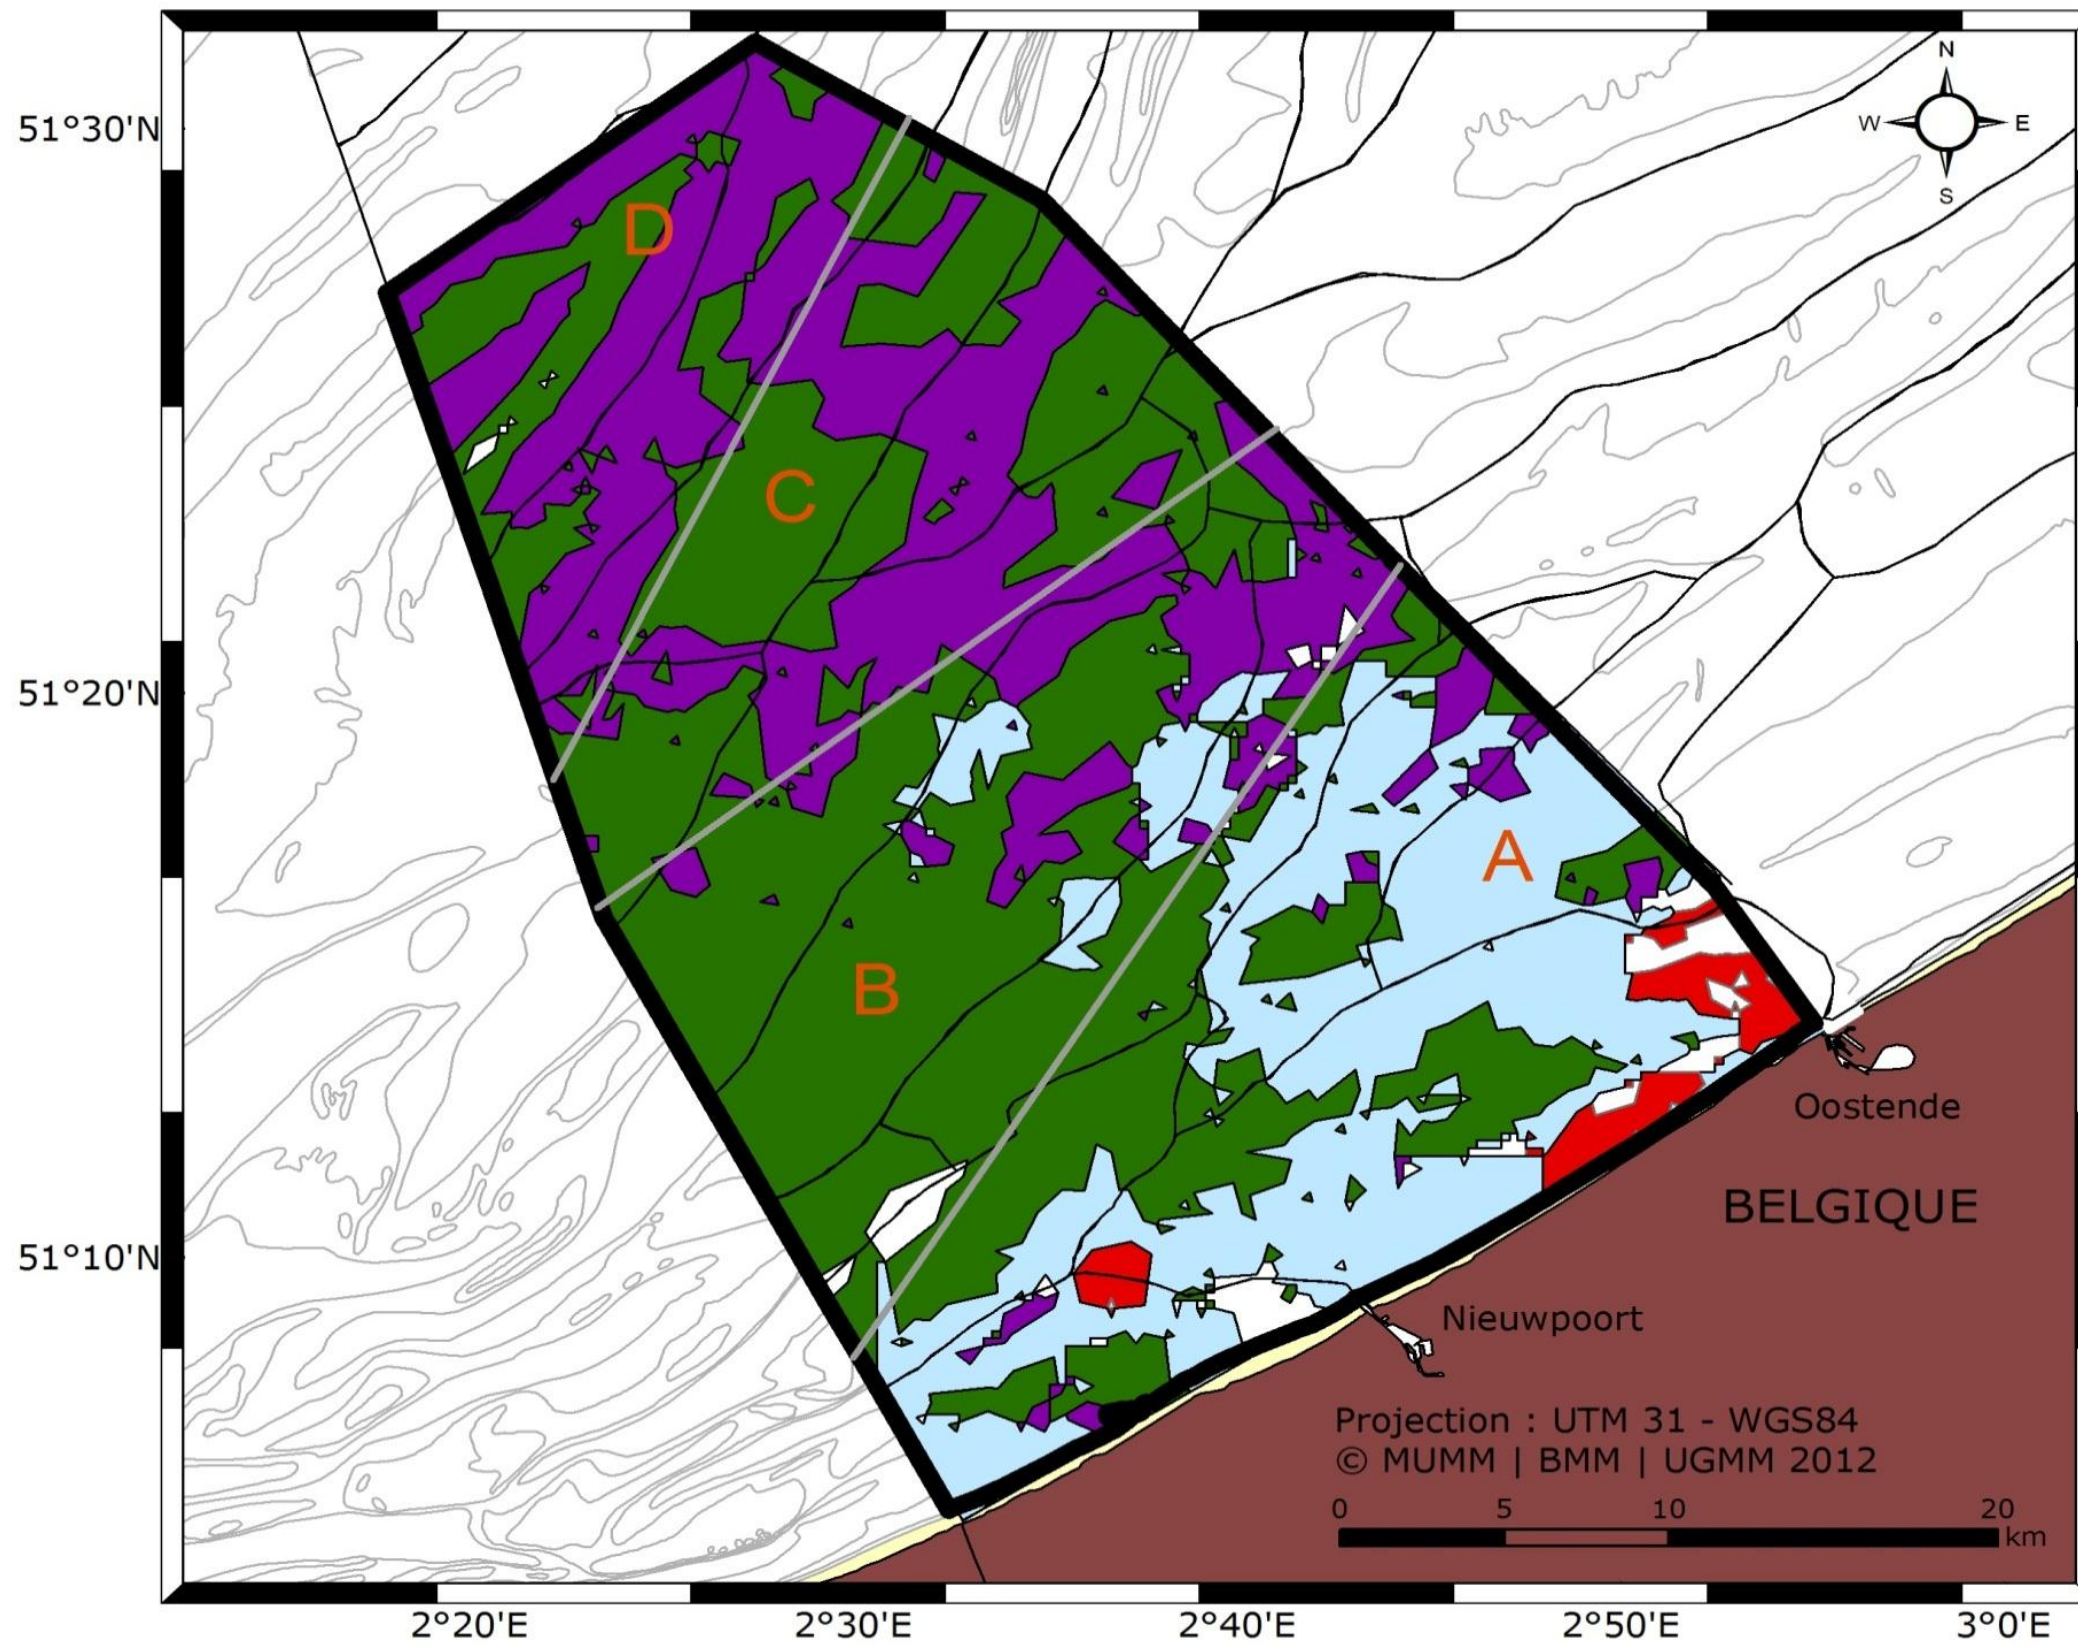 N
W E
S
51°30'N
D
C
51°20'N
A
B
Oostende
BELGIQUE
51°10'N
Nieuwpoort
Projection : UTM 31 - WGS84
© MUMM | BMM | UGMM 2012
0 5 10 20
km
2°20'E 2°30'E 2°40'E 2°50'E 3°0'E